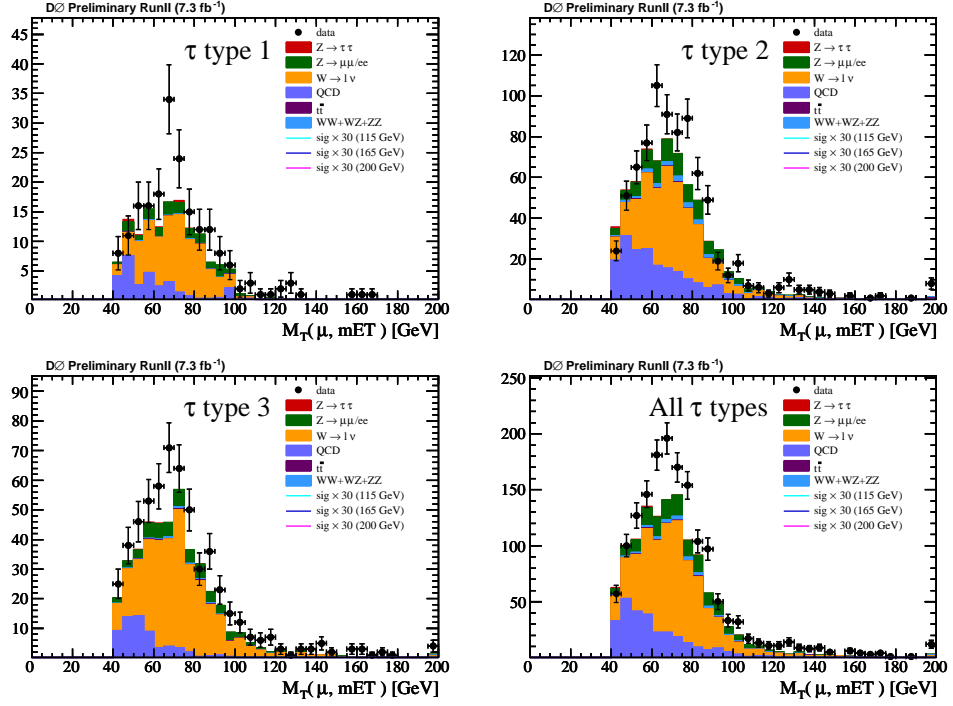 DØ Preliminary RunII (7.3 fb-1)
τ type 1
data
Z → τ τ
Z → μμ/ee
W → l ν
QCD
tt̄
WW+WZ+ZZ
sig × 30 (115 GeV)
sig × 30 (165 GeV)
sig × 30 (200 GeV)
45
40
35
30
25
20
15
10
5
0 20 40 60 80 100 120 140 160 180 200
MT(μ, mET) [GeV]
DØ Preliminary RunII (7.3 fb-1)
τ type 2
data
Z → τ τ
Z → μμ/ee
W → l ν
QCD
tt̄
WW+WZ+ZZ
sig × 30 (115 GeV)
sig × 30 (165 GeV)
sig × 30 (200 GeV)
120
100
80
60
40
20
0 20 40 60 80 100 120 140 160 180 200
MT(μ, mET) [GeV]
DØ Preliminary RunII (7.3 fb-1)
τ type 3
data
Z → τ τ
Z → μμ/ee
W → l ν
QCD
tt̄
WW+WZ+ZZ
sig × 30 (115 GeV)
sig × 30 (165 GeV)
sig × 30 (200 GeV)
90
80
70
60
50
40
30
20
10
0 20 40 60 80 100 120 140 160 180 200
MT(μ, mET) [GeV]
DØ Preliminary RunII (7.3 fb-1)
All τ types
data
Z → τ τ
Z → μμ/ee
W → l ν
QCD
tt̄
WW+WZ+ZZ
sig × 30 (115 GeV)
sig × 30 (165 GeV)
sig × 30 (200 GeV)
250
200
150
100
50
0 20 40 60 80 100 120 140 160 180 200
MT(μ, mET) [GeV]